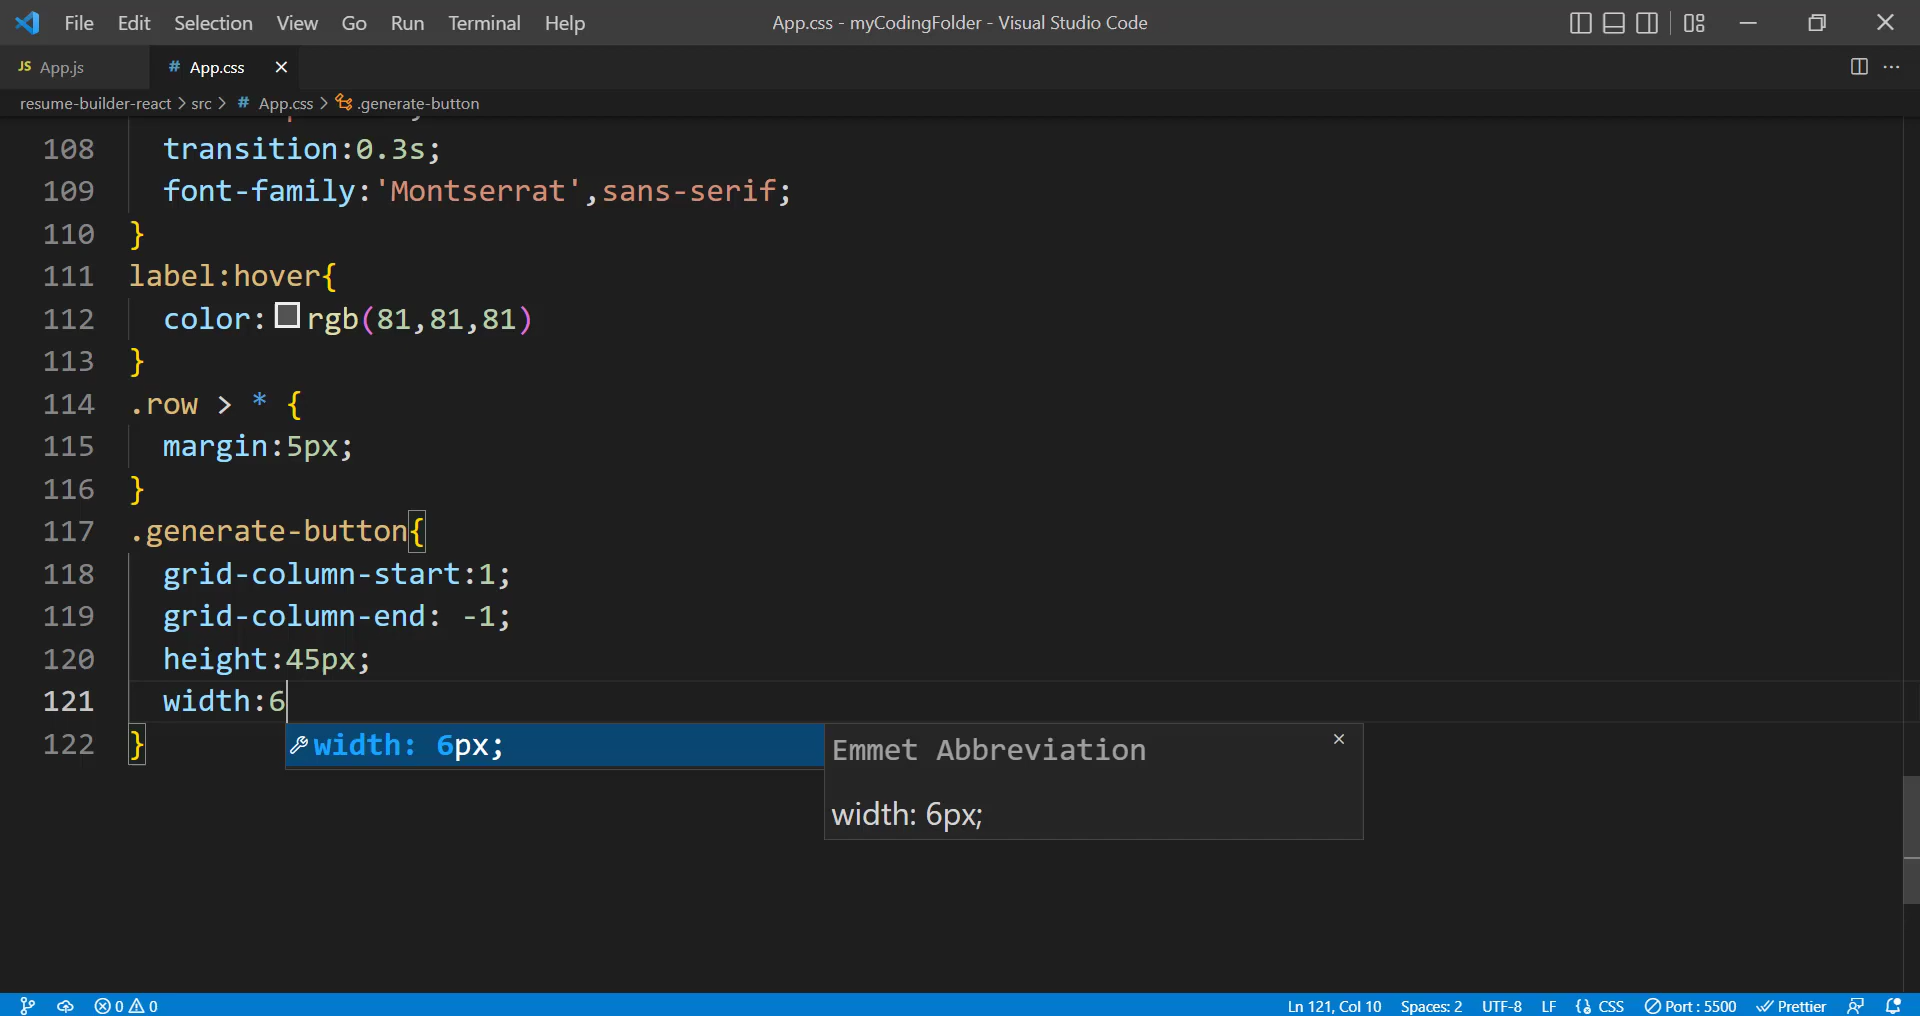 File Edit Selection View Go Run Terminal Help
App.css - myCodingFolder - Visual Studio Code
JS App.js
# App.css
resume-builder-react > src > # App.css > .generate-button
108 transition:0.3s;
109 font-family:'Montserrat',sans-serif;
110 }
111 label:hover{
112 color:rgb(81,81,81)
113 }
114 .row > * {
115 margin:5px;
116 }
117 .generate-button{
118 grid-column-start:1;
119 grid-column-end: -1;
120 height:45px;
121 width:6
122 }
width: 6px;
Emmet Abbreviation
width: 6px;
0 0
Ln 121, Col 10 Spaces: 2 UTF-8 LF {} CSS Port : 5500 Prettier